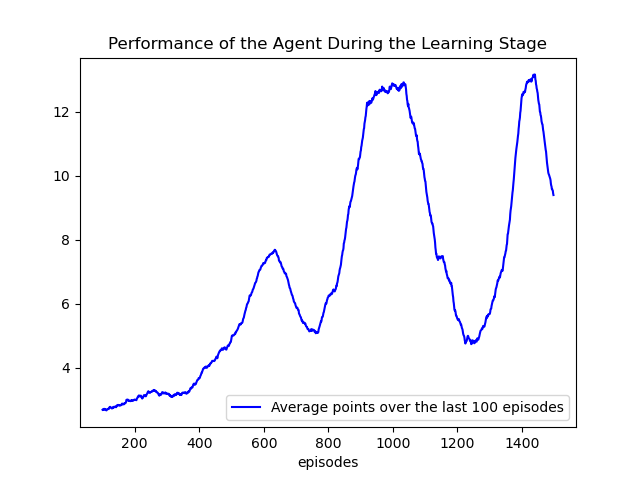 Performance of the Agent During the Learning Stage
12
10
8
6
4
Average points over the last 100 episodes
200 400 600 800 1000 1200 1400
episodes